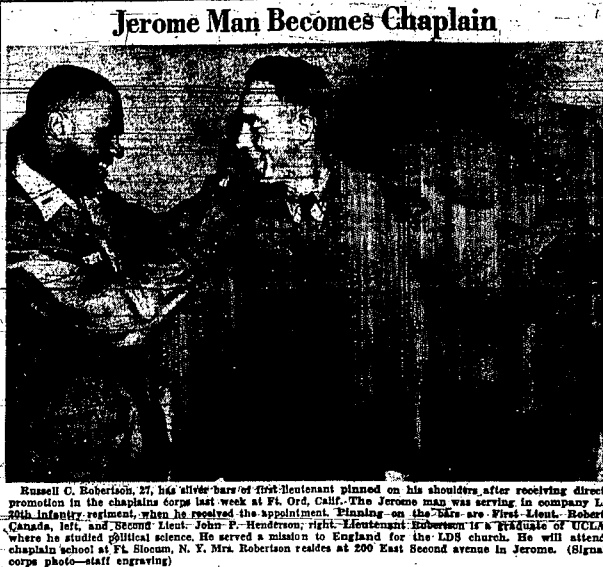 Jerome Man Becomes Chaplain
Russell C. Robertson, 27, has silver bars of first lieutenant pinned on his shoulders after receiving direc
promotion in the chaplains corps last week at Ft. Ord, Calif. The Jerome man was serving in company L
20th infantry regiment, when he received the appointment. Pinning on the bars are First Lieut. Rober
Canada, left, and Second Lieut. John P. Henderson, right. Lieutenant Robertson is a graduate of UCLA
where he studied political science. He served a mission to England for the LDS church. He will atten
chaplain school at Ft. Slocum, N. Y. Mrs. Robertson resides at 200 East Second avenue in Jerome. (Signa
corps photo—staff engraving)